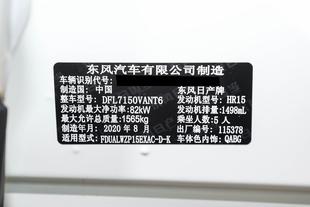 东风汽车有限公司制造
车辆识别代号:
制造国: 中国 东风日产牌
整车型号: DFL7150VANT6 发动机型号: HR15
发动机最大净功率: 82kW 发动机排量: 1498mL
最大允许总质量: 1565kg 乘坐人数: 5 人
制造年月: 2020 年 8 月 出厂编号: 115378
适用型式: FDUALWZP15EXAC-D-K 车体色内饰: QABG